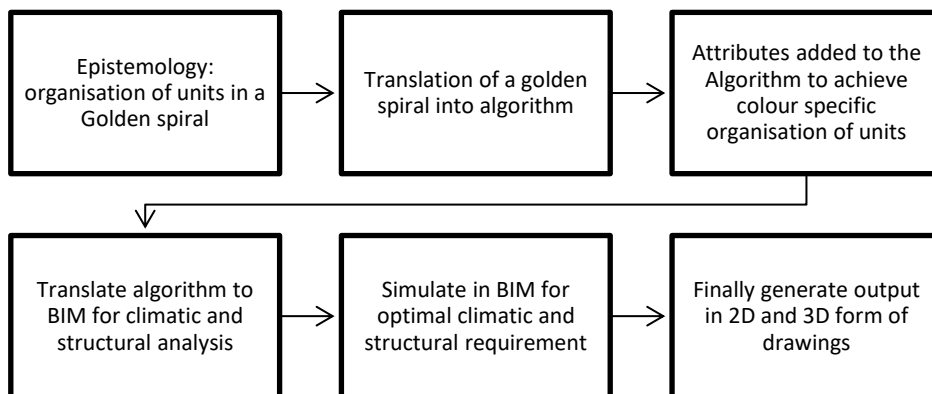 Epistemology:
organisation of units in a
Golden spiral
Translation of a golden
spiral into algorithm
Attributes added to the
Algorithm to achieve
colour specific
organisation of units
Translate algorithm to
BIM for climatic and
structural analysis
Simulate in BIM for
optimal climatic and
structural requirement
Finally generate output
in 2D and 3D form of
drawings